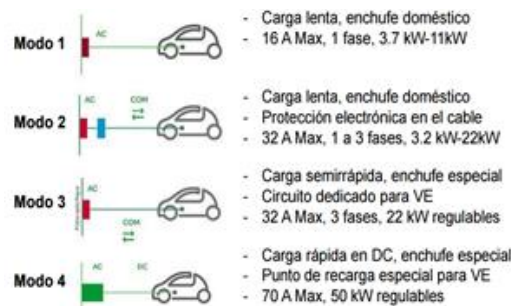 Modo 1
AC
- Carga lenta, enchufe doméstico
- 16 A Max, 1 fase, 3.7 kW-11kW
Modo 2
AC
COM
- Carga lenta, enchufe doméstico
- Protección electrónica en el cable
- 32 A Max, 1 a 3 fases, 3.2 kW-22kW
Modo 3
AC
COM
- Carga semirrápida, enchufe especial
- Circuito dedicado para VE
- 32 A Max, 3 fases, 22 kW regulables
Modo 4
AC
DC
- Carga rápida en DC, enchufe especial
- Punto de recarga especial para VE
- 70 A Max, 50 kW regulables